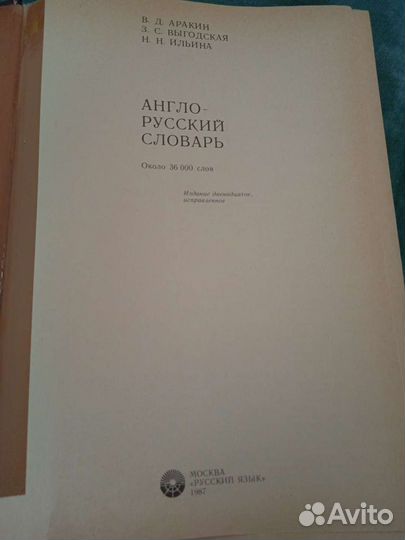 В. Д. АРАКИН
З. С. ВЫГОДСКАЯ
Н. Н. ИЛЬИНА
АНГЛО-
РУССКИЙ
СЛОВАРЬ
Около 36 000 слов
Издание двенадцатое,
исправленное
МОСКВА
«РУССКИЙ ЯЗЫК»
1987
Avito